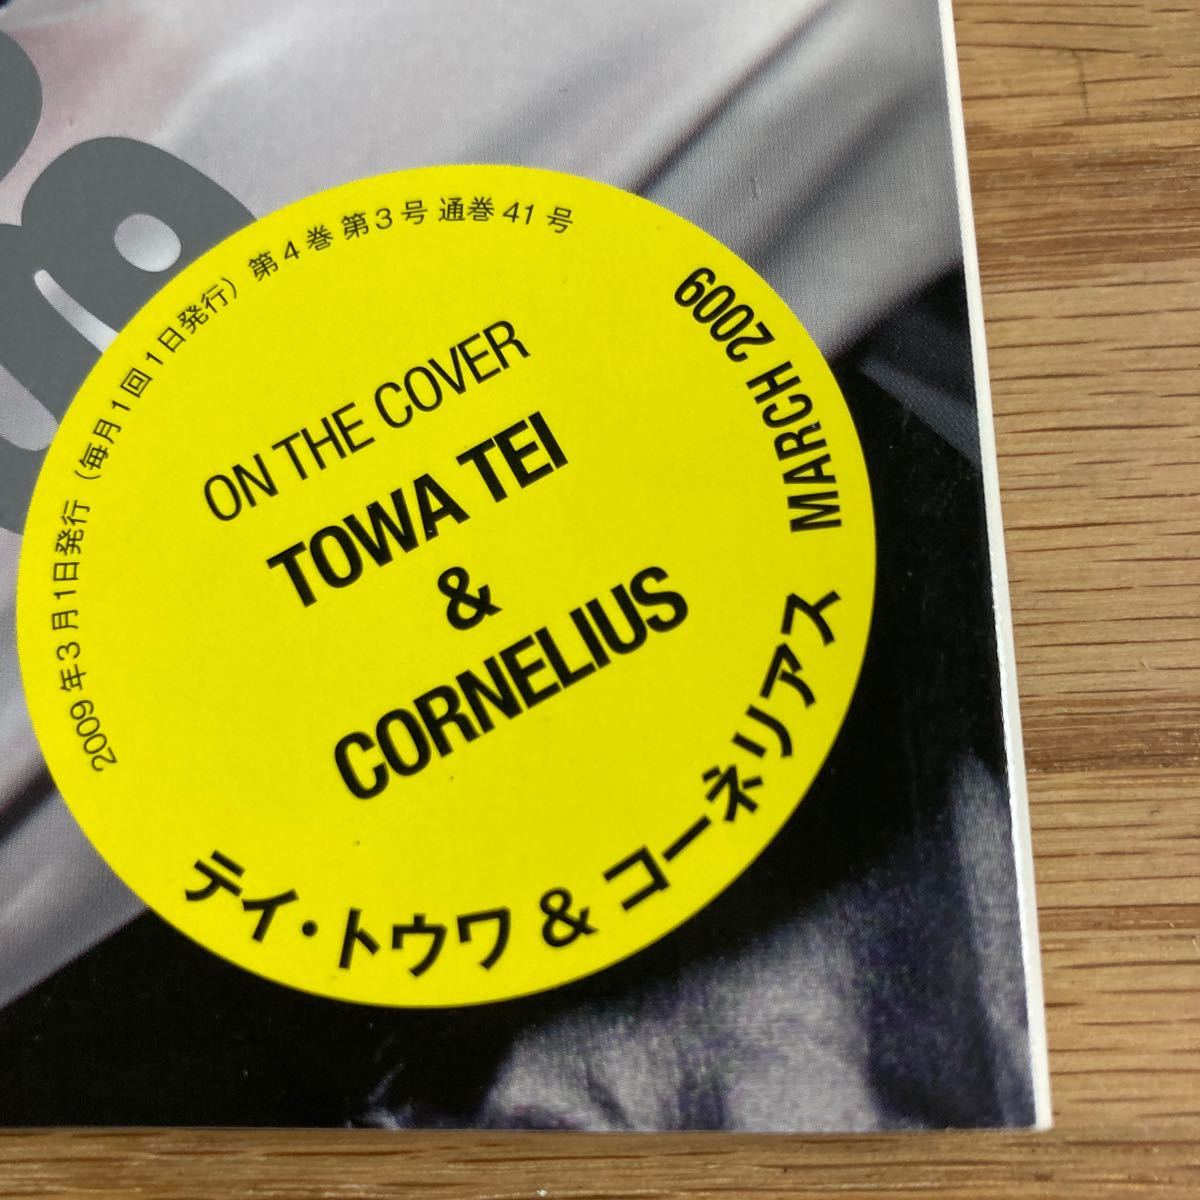 2009年3月1日発行（毎月1回1日発行）第4巻 第3号 通巻41号
MARCH 2009
ON THE COVER
TOWA TEI
&
CORNELIUS
テイ・トウワ & コーネリアス